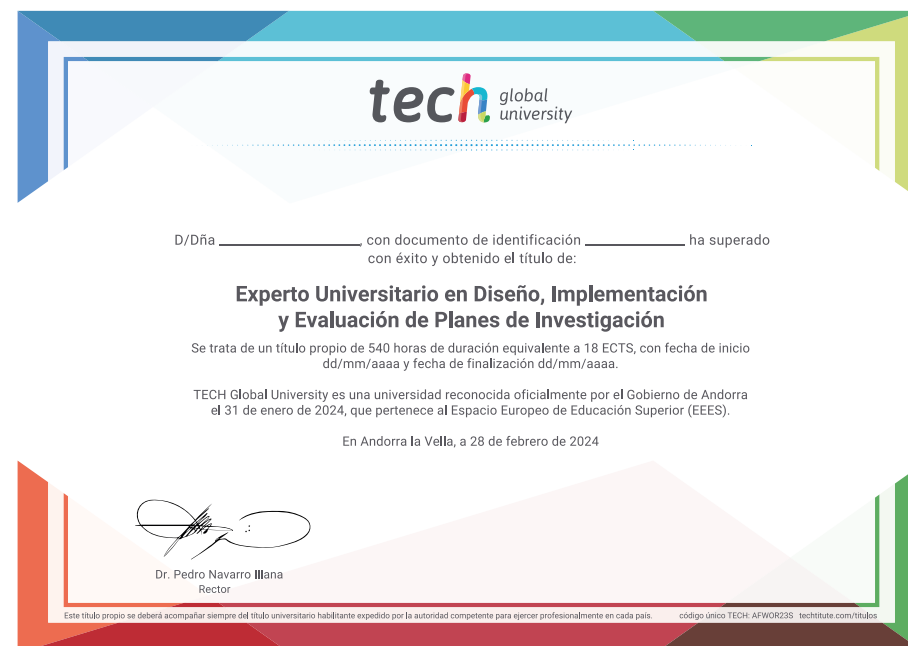 tech global university
D/Dña ____________________, con documento de identificación ______________ ha superado
con éxito y obtenido el título de:
Experto Universitario en Diseño, Implementación
y Evaluación de Planes de Investigación
Se trata de un título propio de 540 horas de duración equivalente a 18 ECTS, con fecha de inicio
dd/mm/aaaa y fecha de finalización dd/mm/aaaa.
TECH Global University es una universidad reconocida oficialmente por el Gobierno de Andorra
el 31 de enero de 2024, que pertenece al Espacio Europeo de Educación Superior (EEES).
En Andorra la Vella, a 28 de febrero de 2024
Dr. Pedro Navarro Illana
Rector
Este título propio se deberá acompañar siempre del título universitario habilitante expedido por la autoridad competente para ejercer profesionalmente en cada país. código único TECH: AFWOR23S techtitute.com/titulos